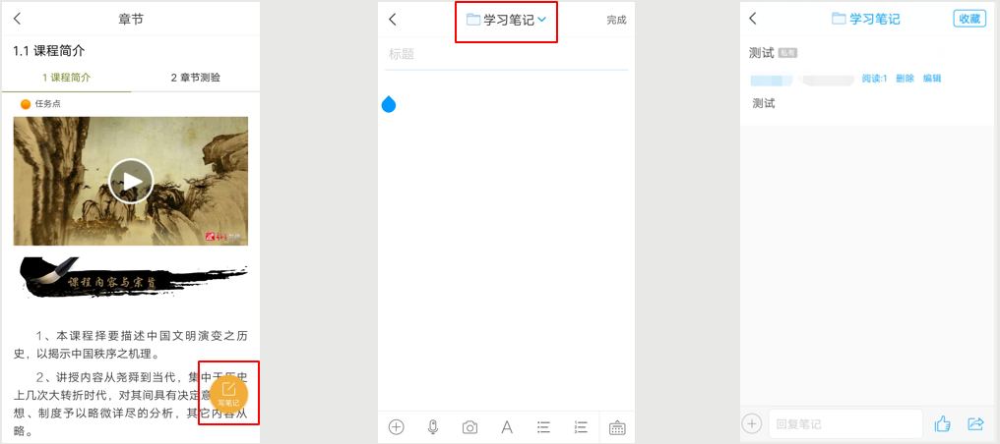 章节
1.1 课程简介
1 课程简介
2 章节测验
任务点
课程内容与宗旨
1、本课程择要描述中国文明演变之历
史，以揭示中国秩序之机理。
2、讲授内容从尧舜到当代，集中于历史
上几次大转折时代，对其间具有决定意
想、制度予以略微详尽的分析，其它内容从
略。
写笔记
学习笔记
完成
标题
A
学习笔记
收藏
测试 私有
阅读:1 删除 编辑
测试
回复笔记